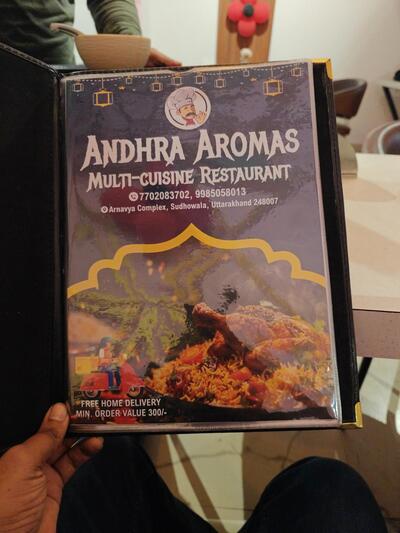 ANDHRA AROMAS
MULTI-CUISINE RESTAURANT
7702083702, 9985058013
Arnavya Complex, Sudhowala, Uttarakhand 248007
FREE HOME DELIVERY
MIN. ORDER VALUE 300/-